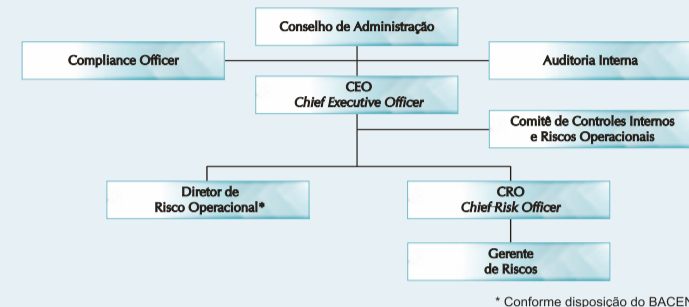 Conselho de Administração
Compliance Officer
Auditoria Interna
CEO
Chief Executive Officer
Comitê de Controles Internos
e Riscos Operacionais
Diretor de
Risco Operacional*
CRO
Chief Risk Officer
Gerente
de Riscos
* Conforme disposição do BACEN